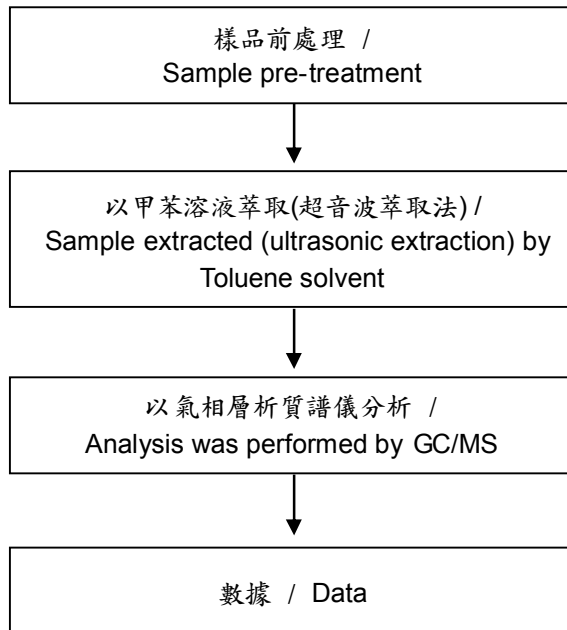 樣品前處理 /
Sample pre-treatment
以甲苯溶液萃取(超音波萃取法) /
Sample extracted (ultrasonic extraction) by
Toluene solvent
以氣相層析質譜儀分析 /
Analysis was performed by GC/MS
數據 / Data